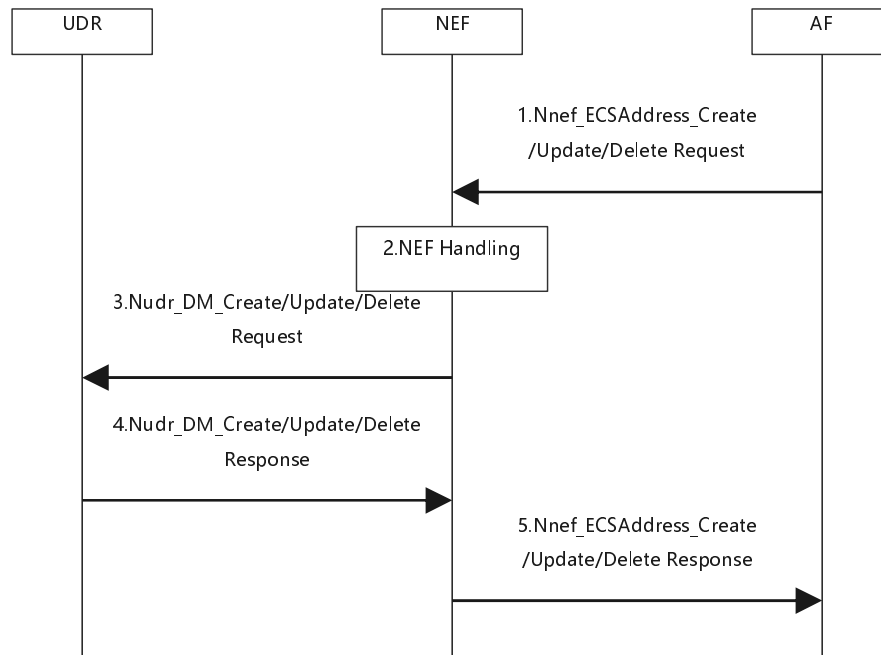 UDR
NEF
AF
1.Nnef_ECSAddress_Create
/Update/Delete Request
2.NEF Handling
3.Nudr_DM_Create/Update/Delete
Request
4.Nudr_DM_Create/Update/Delete
Response
5.Nnef_ECSAddress_Create
/Update/Delete Response